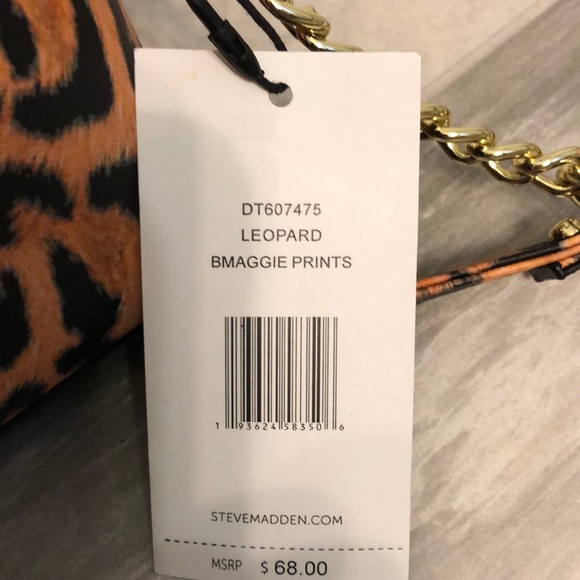 DT607475
LEOPARD
BMAGGIE PRINTS
1 93624 58350 6
STEVEMADDEN.COM
MSRP $ 68.00